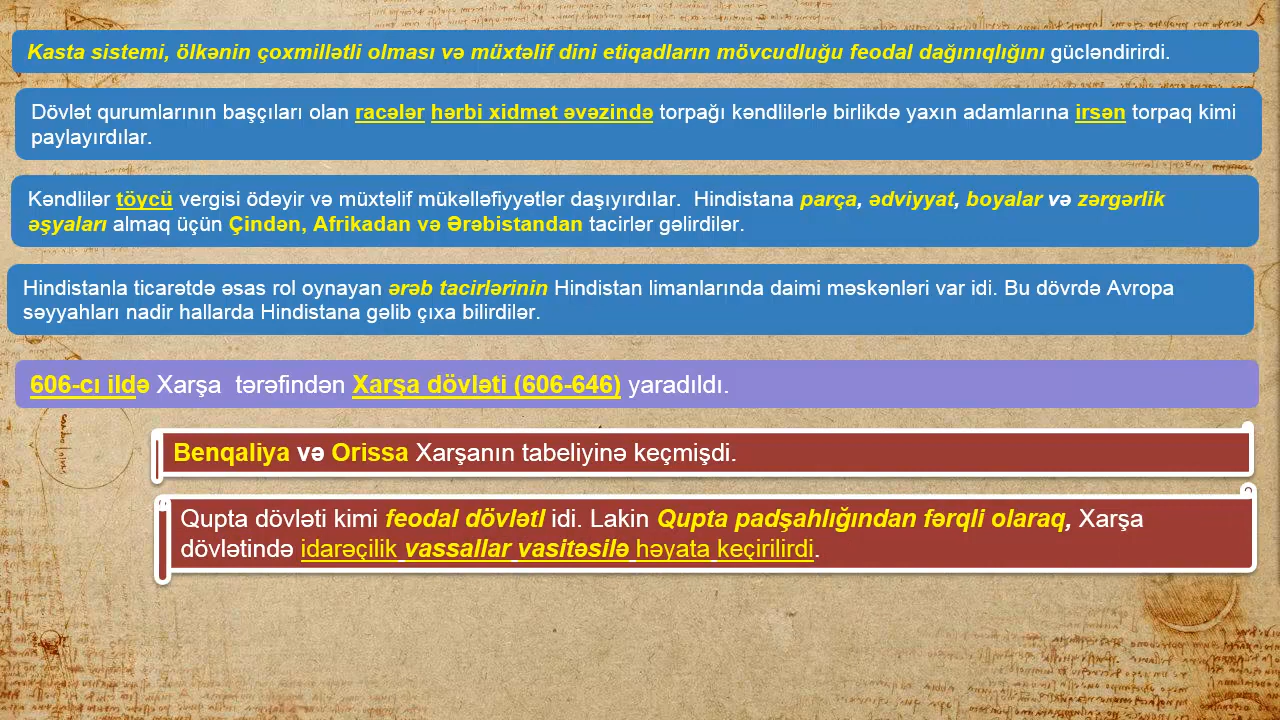 Kasta sistemi, ölkənin çoxmillətli olması və müxtəlif dini etiqadların mövcudluğu feodal dağınıqlığını gücləndirirdi.
Dövlət qurumlarının başçıları olan racələr hərbi xidmət əvəzində torpağı kəndlilərlə birlikdə yaxın adamlarına irsən torpaq kimi
paylayırdılar.
Kəndlilər töycü vergisi ödəyir və müxtəlif mükəlləfiyyətlər daşıyırdılar.  Hindistana parça, ədviyyat, boyalar və zərgərlik
əşyaları almaq üçün Çindən, Afrikadan və Ərəbistandan tacirlər gəlirdilər.
Hindistanla ticarətdə əsas rol oynayan ərəb tacirlərinin Hindistan limanlarında daimi məskənləri var idi. Bu dövrdə Avropa
səyyahları nadir hallarda Hindistana gəlib çıxa bilirdilər.
606-cı ildə Xarşa  tərəfindən Xarşa dövləti (606-646) yaradıldı.
Benqaliya və Orissa Xarşanın tabeliyinə keçmişdi.
Qupta dövləti kimi feodal dövlətl idi. Lakin Qupta padşahlığından fərqli olaraq, Xarşa
dövlətində idarəçilik vassallar vasitəsilə həyata keçirilirdi.